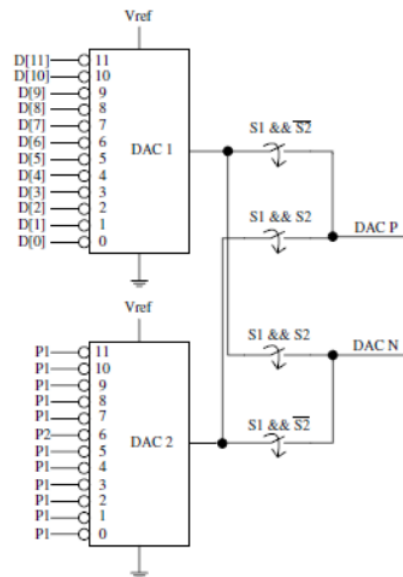 Vref
D[11] 11
D[10] 10
D[9] 9
D[8] 8
D[7] 7
D[6] 6
D[5] 5
D[4] 4
D[3] 3
D[2] 2
D[1] 1
D[0] 0
DAC 1
S1 && S̅2̅
S1 && S2
DAC P
Vref
P1 11
P1 10
P1 9
P1 8
P1 7
P2 6
P1 5
P1 4
P1 3
P1 2
P1 1
P1 0
DAC 2
S1 && S2
DAC N
S1 && S̅2̅